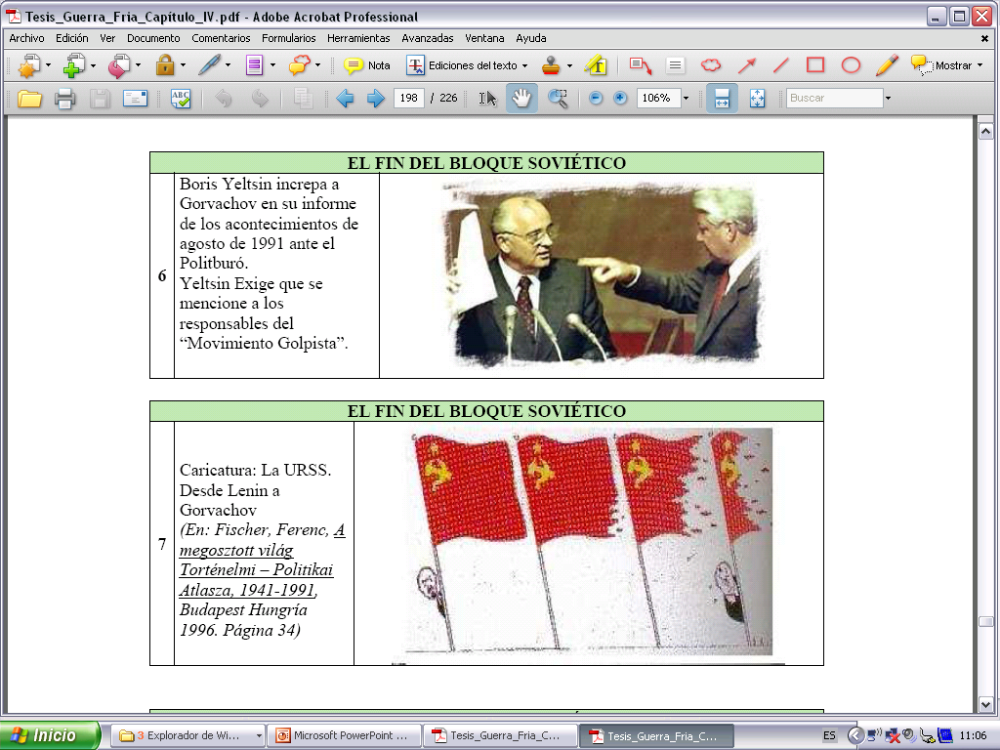 Tesis_Guerra_Fria_Capítulo_IV.pdf - Adobe Acrobat Professional
Archivo Edición Ver Documento Comentarios Formularios Herramientas Avanzadas Ventana Ayuda
Nota Ediciones del texto Mostrar
198 / 226 106% Buscar
EL FIN DEL BLOQUE SOVIÉTICO
6
Boris Yeltsin increpa a
Gorvachov en su informe
de los acontecimientos de
agosto de 1991 ante el
Politburó.
Yeltsin Exige que se
mencione a los
responsables del
“Movimiento Golpista”.
EL FIN DEL BLOQUE SOVIÉTICO
7
Caricatura: La URSS.
Desde Lenin a
Gorvachov
(En: Fischer, Ferenc, A
megosztott világ
Torténelmi – Politikai
Atlasza, 1941-1991,
Budapest Hungría
1996. Página 34)
Inicio 3 Explorador de Wi... Microsoft PowerPoint ... Tesis_Guerra_Fria_C... Tesis_Guerra_Fria_C... ES 11:06